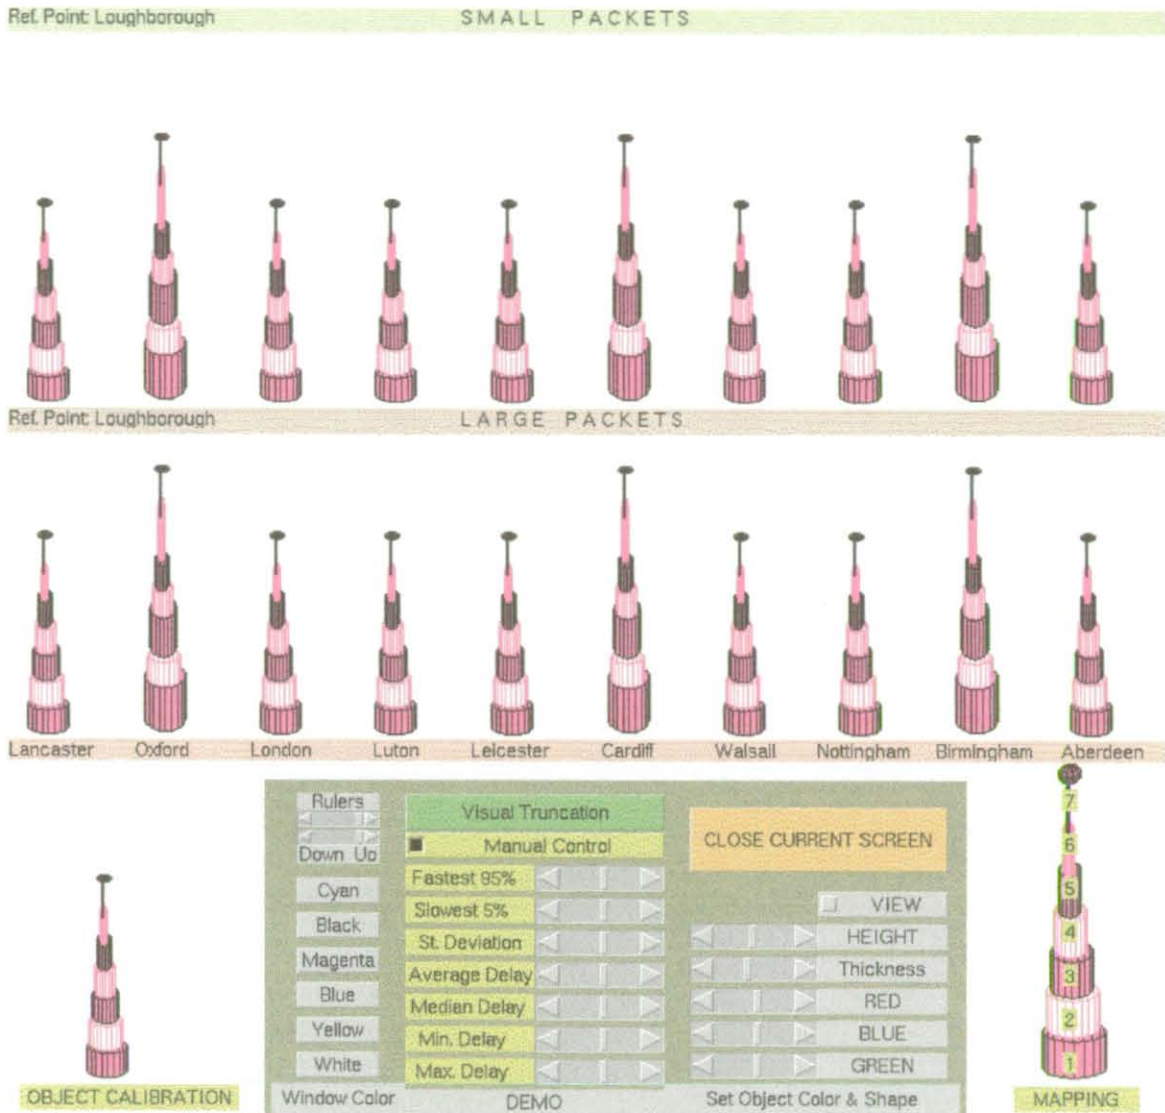 Ref. Point: Loughborough SMALL PACKETS
Ref. Point: Loughborough LARGE PACKETS
Lancaster Oxford London Luton Leicester Cardiff Walsall Nottingham Birmingham Aberdeen
Rulers
Down Up
Cyan
Black
Magenta
Blue
Yellow
White
Window Color
Visual Truncation
Manual Control
Fastest 95%
Slowest 5%
St. Deviation
Average Delay
Median Delay
Min. Delay
Max. Delay
DEMO
CLOSE CURRENT SCREEN
VIEW
HEIGHT
Thickness
RED
BLUE
GREEN
Set Object Color & Shape
7
6
5
4
3
2
1
OBJECT CALIBRATION
MAPPING